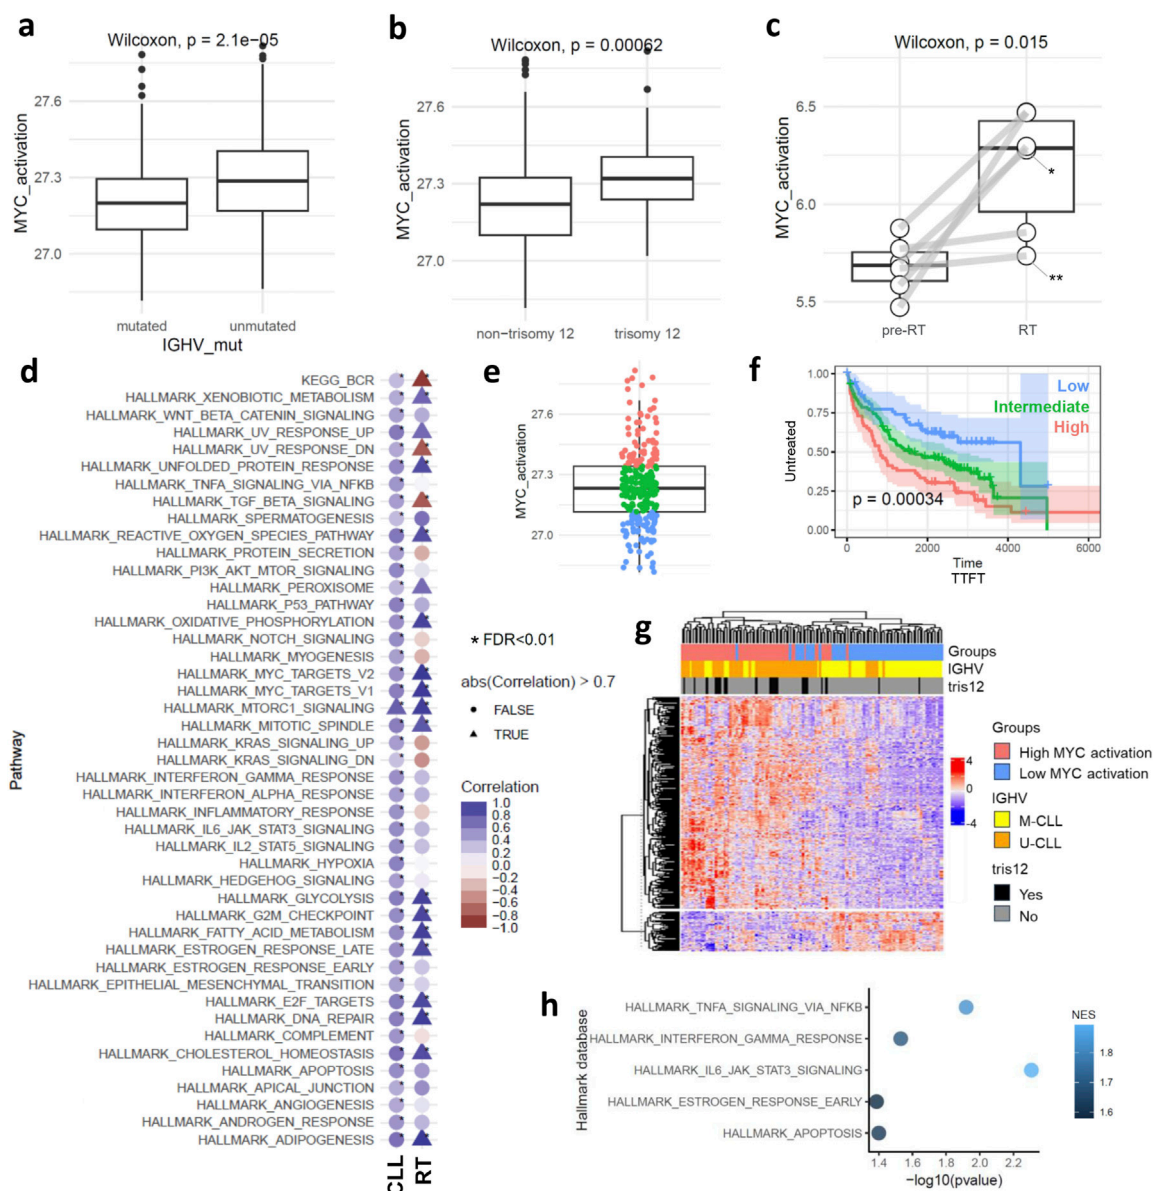 a
Wilcoxon, p = 2.1e−05
MYC_activation
27.6
27.3
27.0
mutated
unmutated
IGHV_mut
b
Wilcoxon, p = 0.00062
MYC_activation
27.6
27.3
27.0
non−trisomy 12
trisomy 12
c
Wilcoxon, p = 0.015
MYC_activation
6.5
6.0
5.5
*
**
pre-RT
RT
d
Pathway
KEGG_BCR
HALLMARK_XENOBIOTIC_METABOLISM
HALLMARK_WNT_BETA_CATENIN_SIGNALING
HALLMARK_UV_RESPONSE_UP
HALLMARK_UV_RESPONSE_DN
HALLMARK_UNFOLDED_PROTEIN_RESPONSE
HALLMARK_TNFA_SIGNALING_VIA_NFKB
HALLMARK_TGF_BETA_SIGNALING
HALLMARK_SPERMATOGENESIS
HALLMARK_REACTIVE_OXYGEN_SPECIES_PATHWAY
HALLMARK_PROTEIN_SECRETION
HALLMARK_PI3K_AKT_MTOR_SIGNALING
HALLMARK_PEROXISOME
HALLMARK_P53_PATHWAY
HALLMARK_OXIDATIVE_PHOSPHORYLATION
HALLMARK_NOTCH_SIGNALING
HALLMARK_MYOGENESIS
HALLMARK_MYC_TARGETS_V2
HALLMARK_MYC_TARGETS_V1
HALLMARK_MTORC1_SIGNALING
HALLMARK_MITOTIC_SPINDLE
HALLMARK_KRAS_SIGNALING_UP
HALLMARK_KRAS_SIGNALING_DN
HALLMARK_INTERFERON_GAMMA_RESPONSE
HALLMARK_INTERFERON_ALPHA_RESPONSE
HALLMARK_INFLAMMATORY_RESPONSE
HALLMARK_IL6_JAK_STAT3_SIGNALING
HALLMARK_IL2_STAT5_SIGNALING
HALLMARK_HYPOXIA
HALLMARK_HEDGEHOG_SIGNALING
HALLMARK_GLYCOLYSIS
HALLMARK_G2M_CHECKPOINT
HALLMARK_FATTY_ACID_METABOLISM
HALLMARK_ESTROGEN_RESPONSE_LATE
HALLMARK_ESTROGEN_RESPONSE_EARLY
HALLMARK_EPITHELIAL_MESENCHYMAL_TRANSITION
HALLMARK_E2F_TARGETS
HALLMARK_DNA_REPAIR
HALLMARK_COMPLEMENT
HALLMARK_CHOLESTEROL_HOMEOSTASIS
HALLMARK_APOPTOSIS
HALLMARK_APICAL_JUNCTION
HALLMARK_ANGIOGENESIS
HALLMARK_ANDROGEN_RESPONSE
HALLMARK_ADIPOGENESIS
CLL
RT
* FDR<0.01
abs(Correlation) > 0.7
FALSE
TRUE
Correlation
1.0
0.8
0.6
0.4
0.2
0.0
−0.2
−0.4
−0.6
−0.8
−1.0
e
MYC_activation
27.6
27.3
27.0
f
Untreated
1.00
0.75
0.50
0.25
0.00
Low
Intermediate
High
p = 0.00034
0
2000
4000
6000
Time
TTFT
g
Groups
IGHV
tris12
4
0
-4
Groups
High MYC activation
Low MYC activation
IGHV
M-CLL
U-CLL
tris12
Yes
No
h
Hallmark database
HALLMARK_TNFA_SIGNALING_VIA_NFKB
HALLMARK_INTERFERON_GAMMA_RESPONSE
HALLMARK_IL6_JAK_STAT3_SIGNALING
HALLMARK_ESTROGEN_RESPONSE_EARLY
HALLMARK_APOPTOSIS
1.4 1.6 1.8 2.0 2.2
−log10(pvalue)
NES
1.8
1.7
1.6